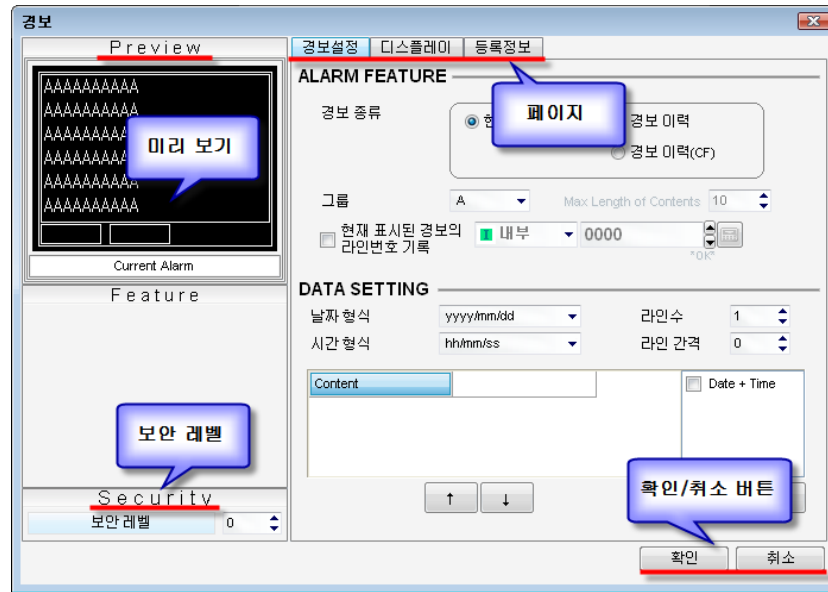 경보
Preview
경보설정 디스플레이 등록정보
AAAAAAAAAA
AAAAAAAAAA
AAAAAAAAAA
AAAAAAAAAA
AAAAAAAAAA
AAAAAAAAAA
미리 보기
Current Alarm
Feature
보안 레벨
Security
보안 레벨 0
ALARM FEATURE
페이지
경보 종류
경보 이력
경보 이력(CF)
그룹 A Max Length of Contents 10
현재 표시된 경보의
라인번호 기록
I 내부 0000
*OK*
DATA SETTING
날짜 형식 yyyy/mm/dd 라인수 1
시간 형식 hh/mm/ss 라인 간격 0
Content Date + Time
↑ ↓
확인/취소 버튼
확인 취소